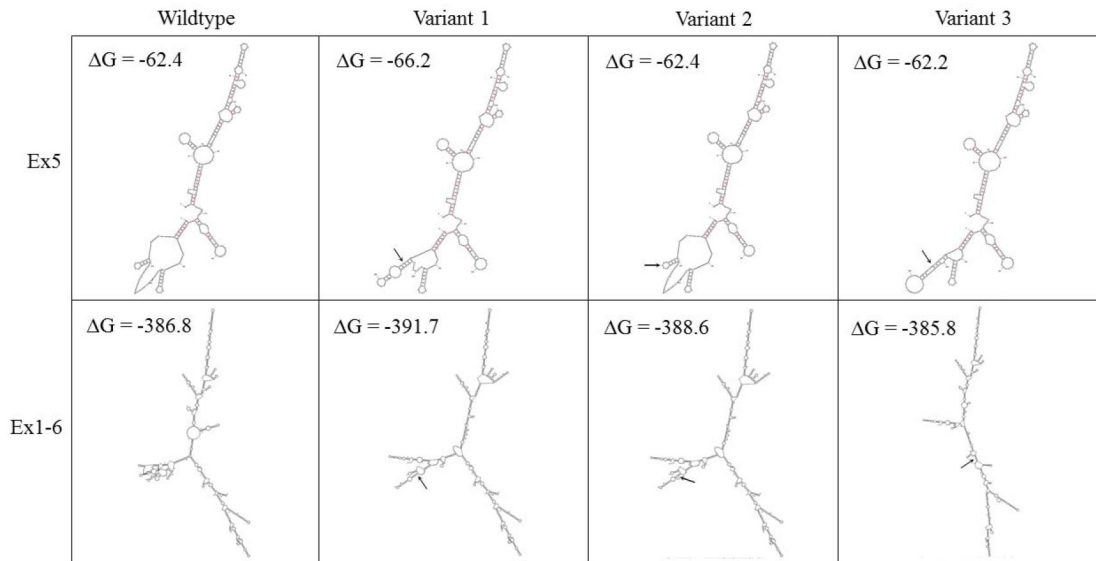 Wildtype Variant 1 Variant 2 Variant 3
ΔG = -62.4 ΔG = -66.2 ΔG = -62.4 ΔG = -62.2
Ex5
ΔG = -386.8 ΔG = -391.7 ΔG = -388.6 ΔG = -385.8
Ex1-6